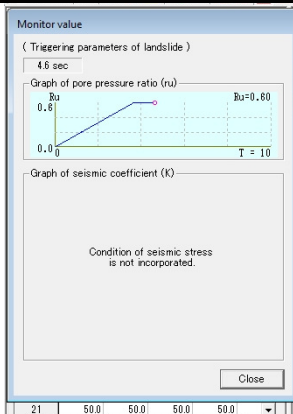 Monitor value
( Triggering parameters of landslide )
4.6 sec
Graph of pore pressure ratio (ru)
Ru
Ru=0.60
0.6
0.0
0
T = 10
Graph of seismic coefficient (K)
Condition of seismic stress
is not incorporated.
Close
21 50.0 50.0 50.0 50.0